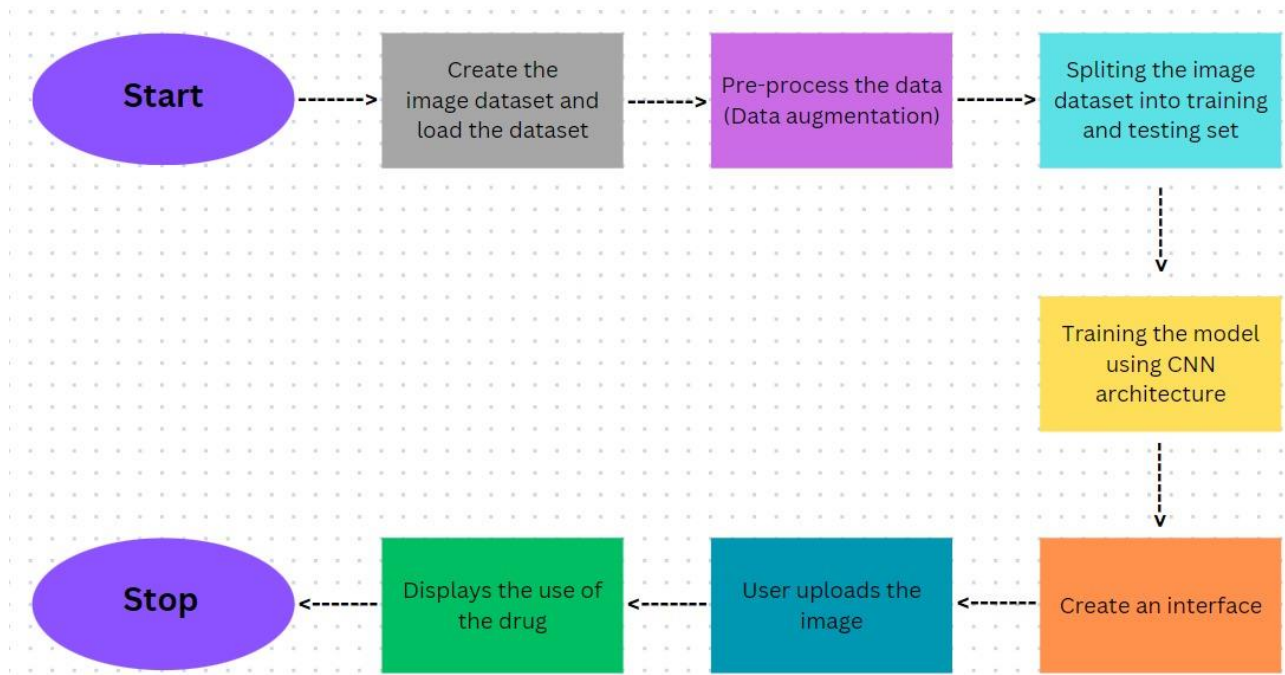 Start
Create the
image dataset and
load the dataset
Pre-process the data
(Data augmentation)
Spliting the image
dataset into training
and testing set
Training the model
using CNN
architecture
Create an interface
User uploads the
image
Displays the use of
the drug
Stop